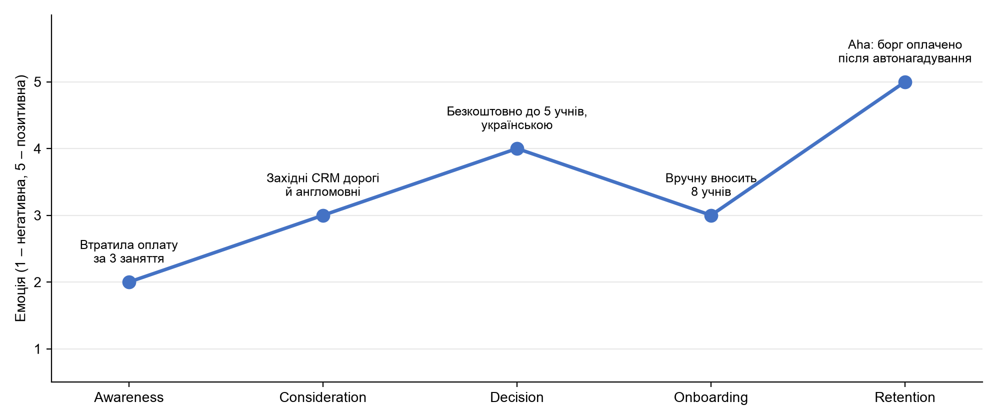 Aha: борг оплачено
після автонагадування
5
Безкоштовно до 5 учнів,
українською
4
Західні CRM дорогі
й англомовні
Вручну вносить
8 учнів
3
Втратила оплату
за 3 заняття
2
1
Емоція (1 – негативна, 5 – позитивна)
Awareness
Consideration
Decision
Onboarding
Retention